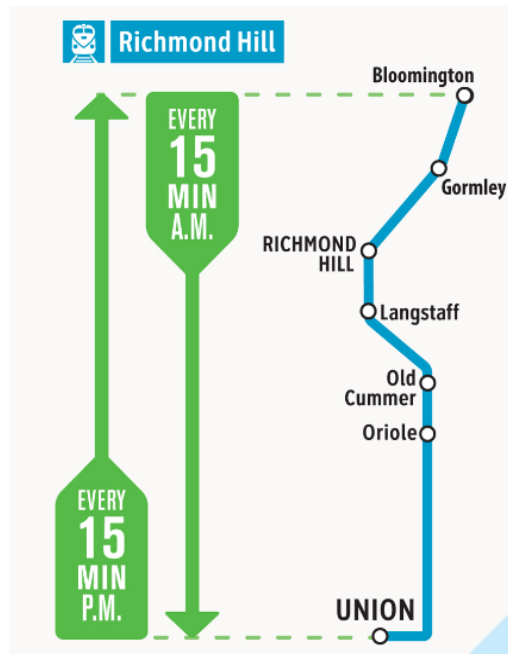 Richmond Hill
Bloomington
EVERY
15
MIN
A.M.
Gormley
RICHMOND
HILL
Langstaff
Old
Cummer
Oriole
EVERY
15
MIN
P.M.
UNION